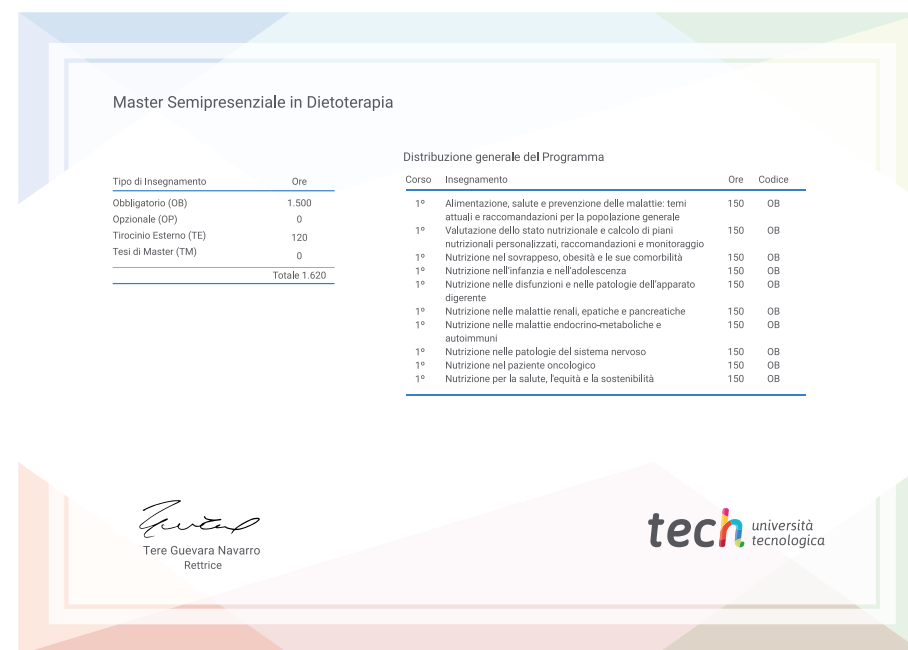 Master Semipresenziale in Dietoterapia
Tipo di Insegnamento Ore
Obbligatorio (OB) 1.500
Opzionale (OP) 0
Tirocinio Esterno (TE) 120
Tesi di Master (TM) 0
Totale 1.620
Distribuzione generale del Programma
Corso Insegnamento Ore Codice
1º Alimentazione, salute e prevenzione delle malattie: temi 150 OB
attuali e raccomandazioni per la popolazione generale
1º Valutazione dello stato nutrizionale e calcolo di piani 150 OB
nutrizionali personalizzati, raccomandazioni e monitoraggio
1º Nutrizione nel sovrappeso, obesità e le sue comorbilità 150 OB
1º Nutrizione nell'infanzia e nell'adolescenza 150 OB
1º Nutrizione nelle disfunzioni e nelle patologie dell'apparato 150 OB
digerente
1º Nutrizione nelle malattie renali, epatiche e pancreatiche 150 OB
1º Nutrizione nelle malattie endocrino-metaboliche e 150 OB
autoimmuni
1º Nutrizione nelle patologie del sistema nervoso 150 OB
1º Nutrizione nel paziente oncologico 150 OB
1º Nutrizione per la salute, l'equità e la sostenibilità 150 OB
Tere Guevara Navarro
Rettrice
tech università
tecnologica